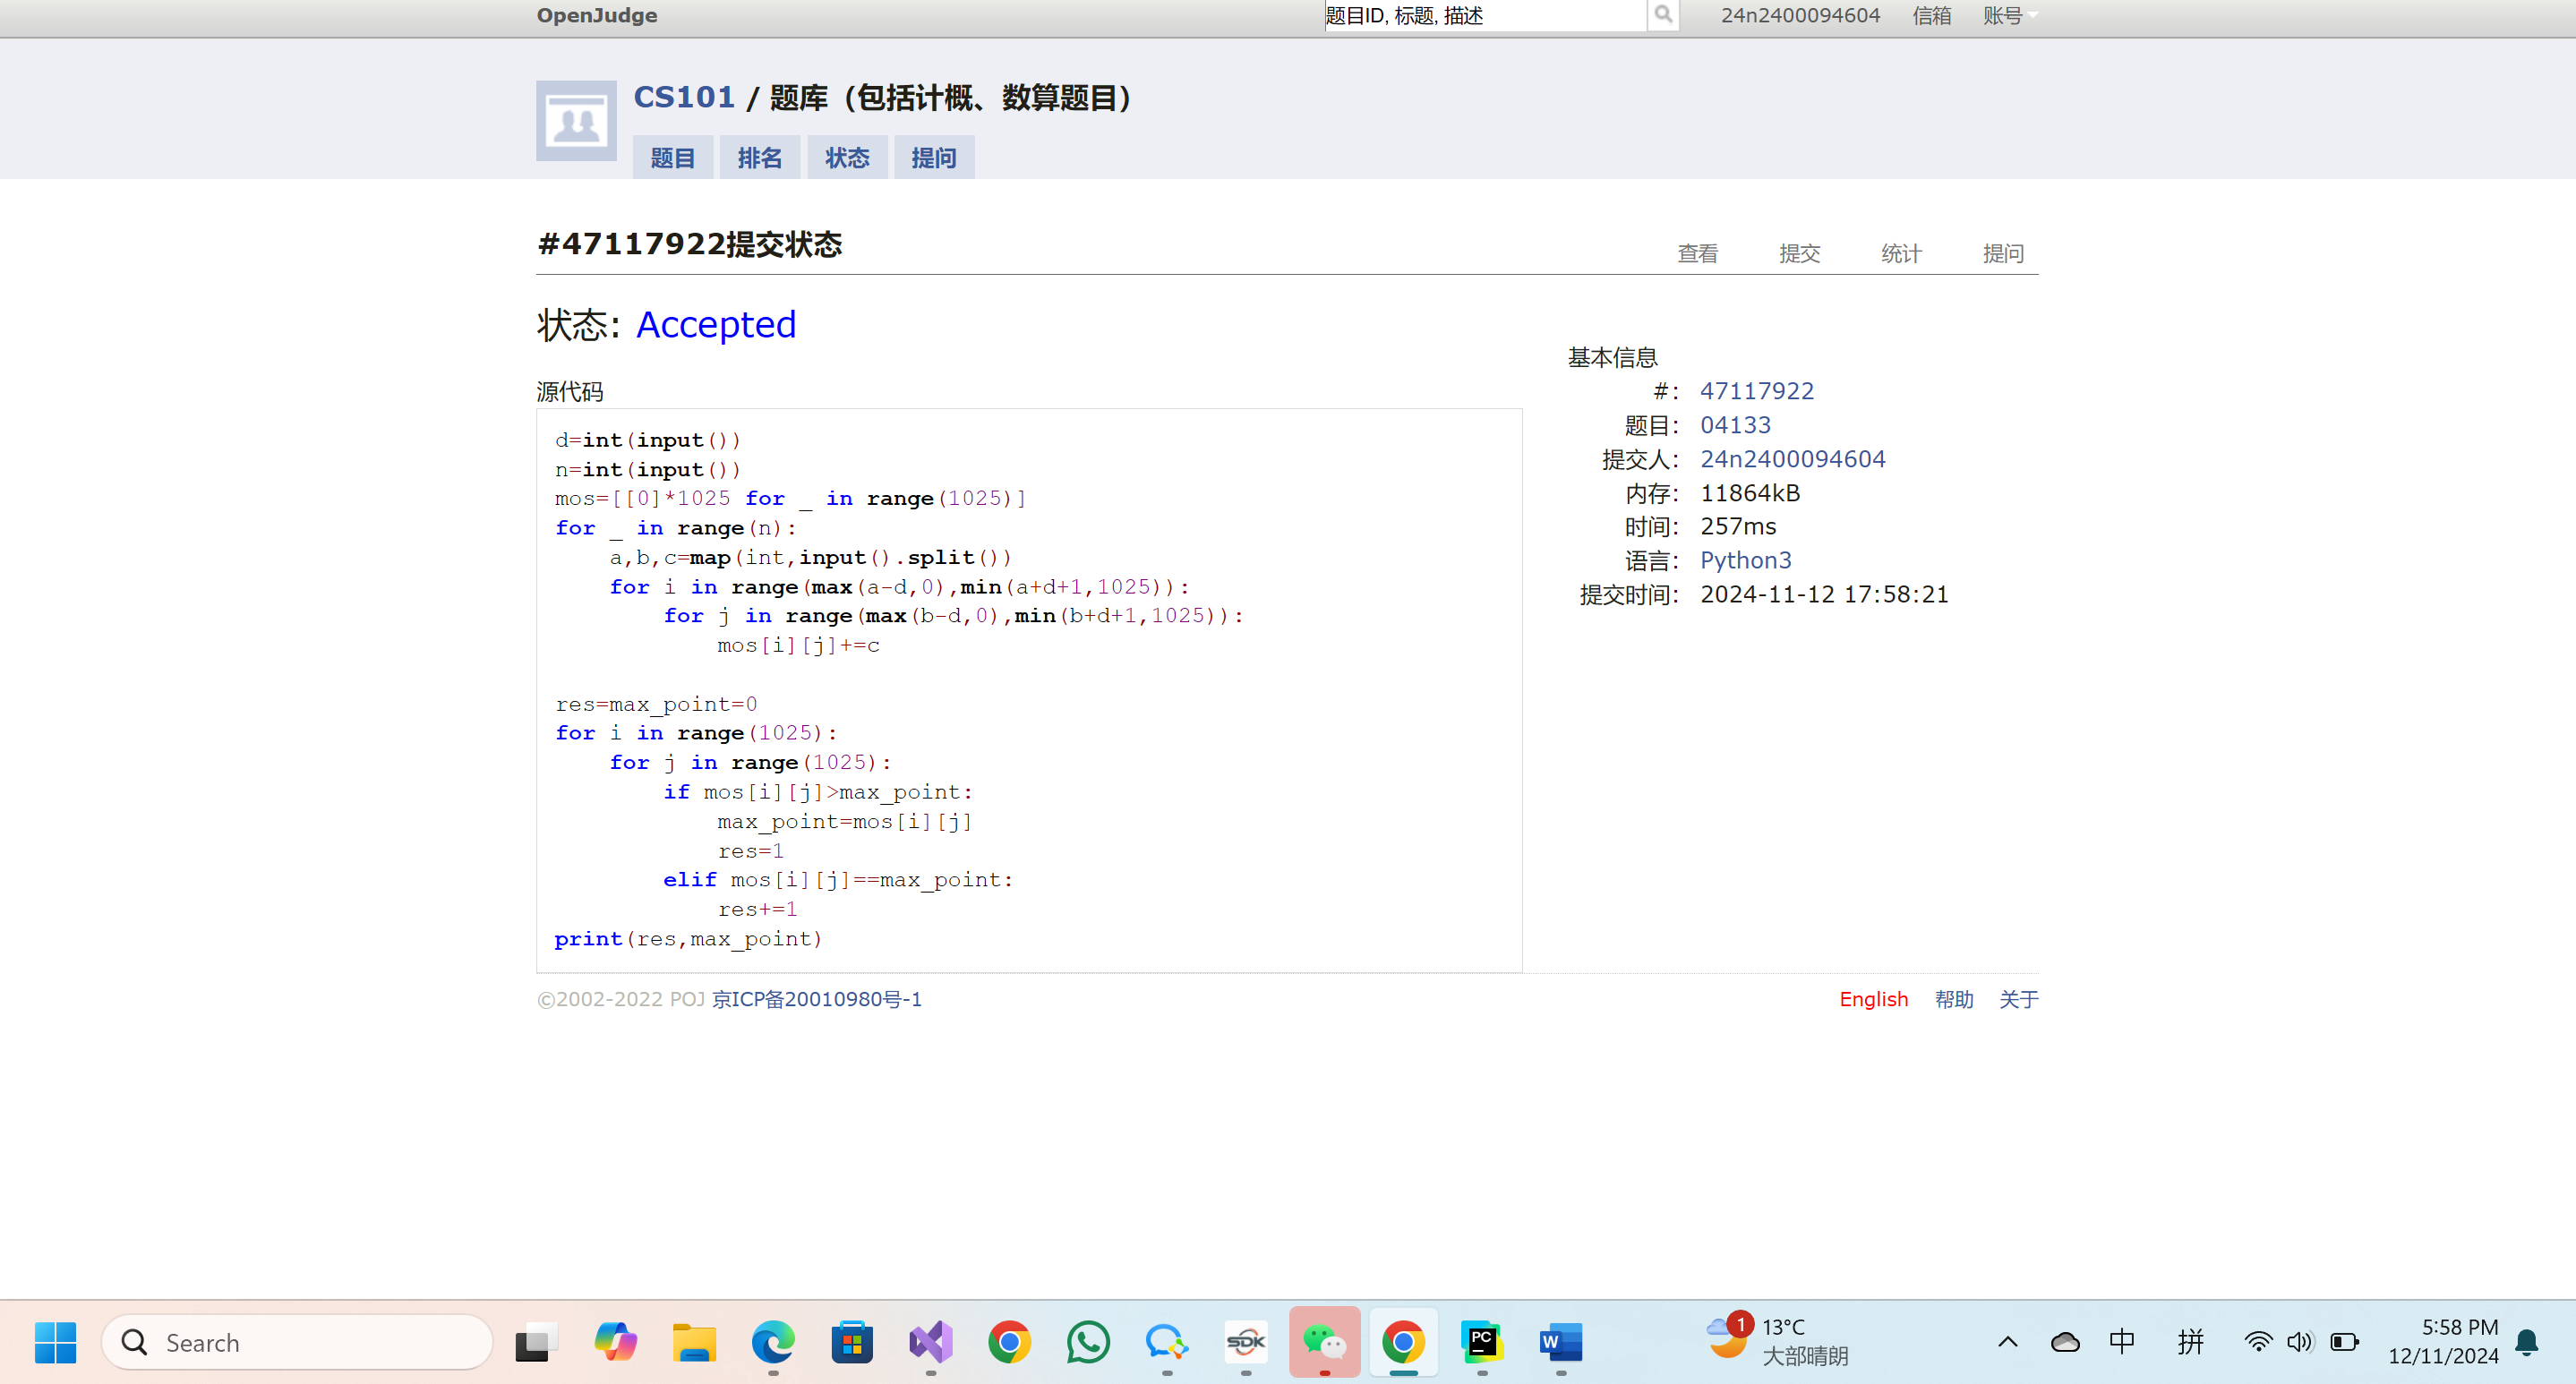 OpenJudge
题目ID, 标题, 描述
24n2400094604 信箱 账号
CS101 / 题库（包括计概、数算题目）
题目 排名 状态 提问
#47117922提交状态
查看 提交 统计 提问
状态: Accepted
源代码
d=int(input())
n=int(input())
mos=[[0]*1025 for _ in range(1025)]
for _ in range(n):
    a,b,c=map(int,input().split())
    for i in range(max(a-d,0),min(a+d+1,1025)):
        for j in range(max(b-d,0),min(b+d+1,1025)):
            mos[i][j]+=c
res=max_point=0
for i in range(1025):
    for j in range(1025):
        if mos[i][j]>max_point:
            max_point=mos[i][j]
            res=1
        elif mos[i][j]==max_point:
            res+=1
print(res,max_point)
基本信息
#: 47117922
题目: 04133
提交人: 24n2400094604
内存: 11864kB
时间: 257ms
语言: Python3
提交时间: 2024-11-12 17:58:21
©2002-2022 POJ 京ICP备20010980号-1
English 帮助 关于
Search
SDK
PC
W
1
13°C
大部晴朗
中 拼
5:58 PM
12/11/2024